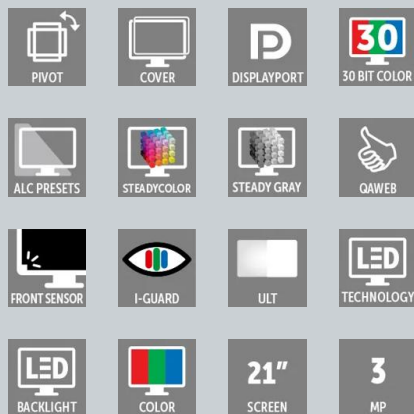 PIVOT
COVER
DISPLAYPORT
30
30 BIT COLOR
ALC PRESETS
STEADYCOLOR
STEADY GRAY
QAWEB
FRONT SENSOR
I-GUARD
ULT
LED
TECHNOLOGY
LED
BACKLIGHT
COLOR
21"
SCREEN
3
MP